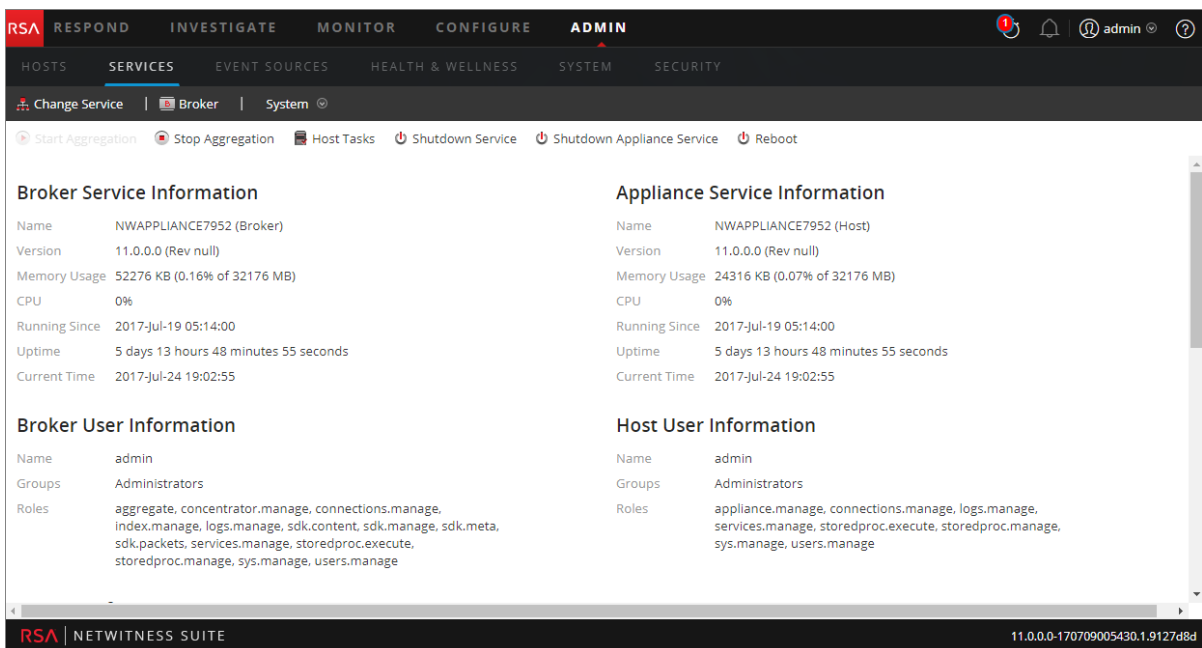 RSA RESPOND INVESTIGATE MONITOR CONFIGURE ADMIN 1 admin ?
HOSTS SERVICES EVENT SOURCES HEALTH & WELLNESS SYSTEM SECURITY
Change Service | B Broker | System
Start Aggregation Stop Aggregation Host Tasks Shutdown Service Shutdown Appliance Service Reboot
Broker Service Information
Name NWAPPLIANCE7952 (Broker)
Version 11.0.0.0 (Rev null)
Memory Usage 52276 KB (0.16% of 32176 MB)
CPU 0%
Running Since 2017-Jul-19 05:14:00
Uptime 5 days 13 hours 48 minutes 55 seconds
Current Time 2017-Jul-24 19:02:55
Appliance Service Information
Name NWAPPLIANCE7952 (Host)
Version 11.0.0.0 (Rev null)
Memory Usage 24316 KB (0.07% of 32176 MB)
CPU 0%
Running Since 2017-Jul-19 05:14:00
Uptime 5 days 13 hours 48 minutes 55 seconds
Current Time 2017-Jul-24 19:02:55
Broker User Information
Name admin
Groups Administrators
Roles aggregate, concentrator.manage, connections.manage,
index.manage, logs.manage, sdk.content, sdk.manage, sdk.meta,
sdk.packets, services.manage, storedproc.execute,
storedproc.manage, sys.manage, users.manage
Host User Information
Name admin
Groups Administrators
Roles appliance.manage, connections.manage, logs.manage,
services.manage, storedproc.execute, storedproc.manage,
sys.manage, users.manage
RSA | NETWITNESS SUITE 11.0.0.0-170709005430.1.9127d8d